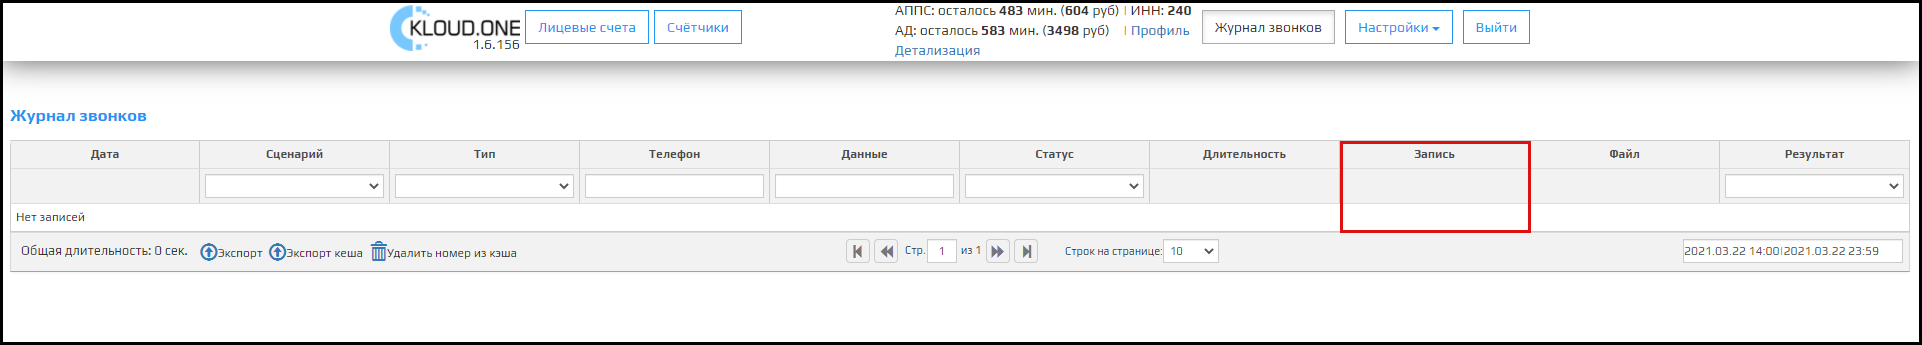 KLOUD.ONE
1.6.156
Лицевые счета
Счётчики
АППС: осталось 483 мин. (604 руб) | ИНН: 240
АД: осталось 583 мин. (3498 руб) | Профиль
Детализация
Журнал звонков
Настройки
Выйти
Журнал звонков
Дата Сценарий Тип Телефон Данные Статус Длительность Запись Файл Результат
Нет записей
Общая длительность: 0 сек. Экспорт Экспорт кеша Удалить номер из кэша Стр. 1 из 1 Строк на странице: 10 2021.03.22 14:00|2021.03.22 23:59